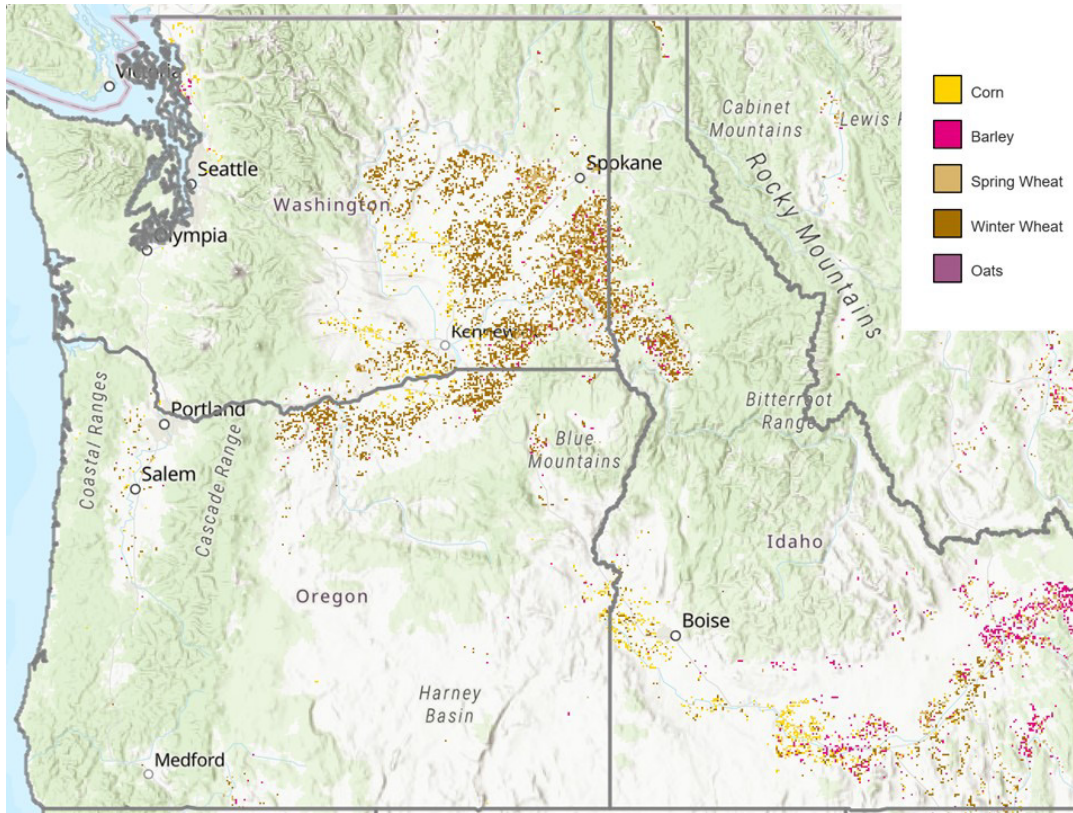 Victoria
Seattle
Washington
Olympia
Spokane
Kennew
Cabinet
Mountains
Lewis R
Rocky Mountains
Coastal Ranges
Portland
Salem
Cascade Range
Blue
Mountains
Bitterroot
Range
Idaho
Oregon
Boise
Harney
Basin
Medford
Corn
Barley
Spring Wheat
Winter Wheat
Oats